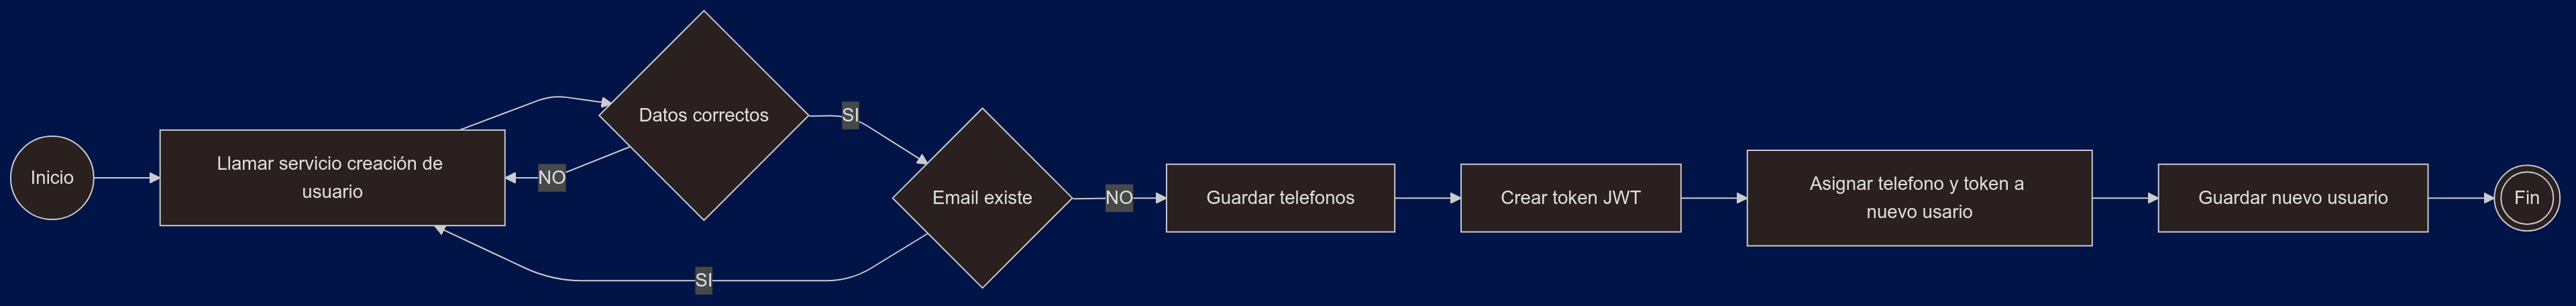 Inicio
Llamar servicio creación de
usuario
Datos correctos
NO
SI
Email existe
SI
NO
Guardar telefonos
Crear token JWT
Asignar telefono y token a
nuevo usario
Guardar nuevo usuario
Fin